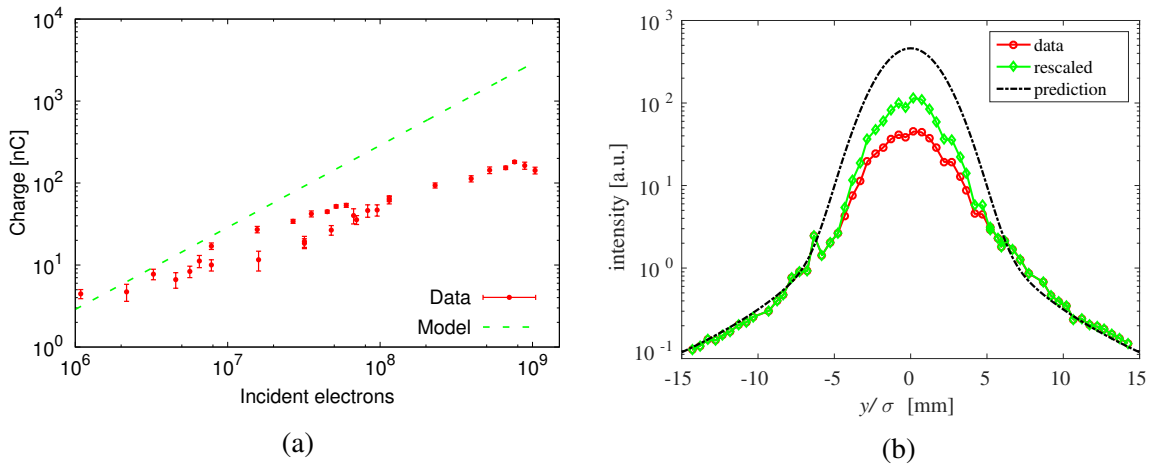 10^4
10^3
10^2
10^1
10^0
Charge [nC]
Data
Model
10^6
10^7
10^8
10^9
Incident electrons
(a)
10^3
10^2
10^1
10^0
10^-1
intensity [a.u.]
data
rescaled
prediction
-15
-10
-5
0
5
10
15
y/ σ [mm]
(b)